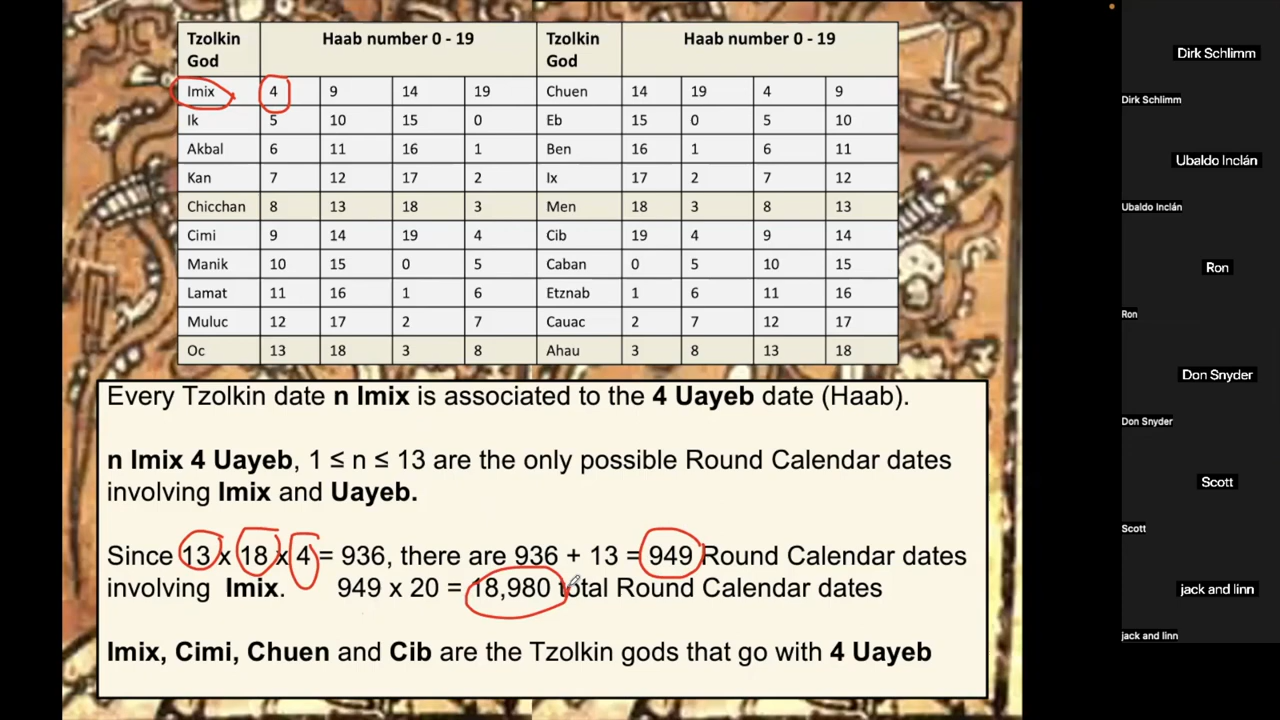 Tzolkin God Haab number 0 - 19 Tzolkin God Haab number 0 - 19
Imix 4 9 14 19 Chuen 14 19 4 9
Ik 5 10 15 0 Eb 15 0 5 10
Akbal 6 11 16 1 Ben 16 1 6 11
Kan 7 12 17 2 Ix 17 2 7 12
Chicchan 8 13 18 3 Men 18 3 8 13
Cimi 9 14 19 4 Cib 19 4 9 14
Manik 10 15 0 5 Caban 0 5 10 15
Lamat 11 16 1 6 Etznab 1 6 11 16
Muluc 12 17 2 7 Cauac 2 7 12 17
Oc 13 18 3 8 Ahau 3 8 13 18
Every Tzolkin date n Imix is associated to the 4 Uayeb date (Haab).
n Imix 4 Uayeb, 1 ≤ n ≤ 13 are the only possible Round Calendar dates
involving Imix and Uayeb.
Since 13 x 18 x 4 = 936, there are 936 + 13 = 949 Round Calendar dates
involving Imix. 949 x 20 = 18,980 total Round Calendar dates
Imix, Cimi, Chuen and Cib are the Tzolkin gods that go with 4 Uayeb
Dirk Schlimm
Dirk Schlimm
Ubaldo Inclán
Ubaldo Inclán
Ron
Ron
Don Snyder
Don Snyder
Scott
Scott
jack and linn
jack and linn